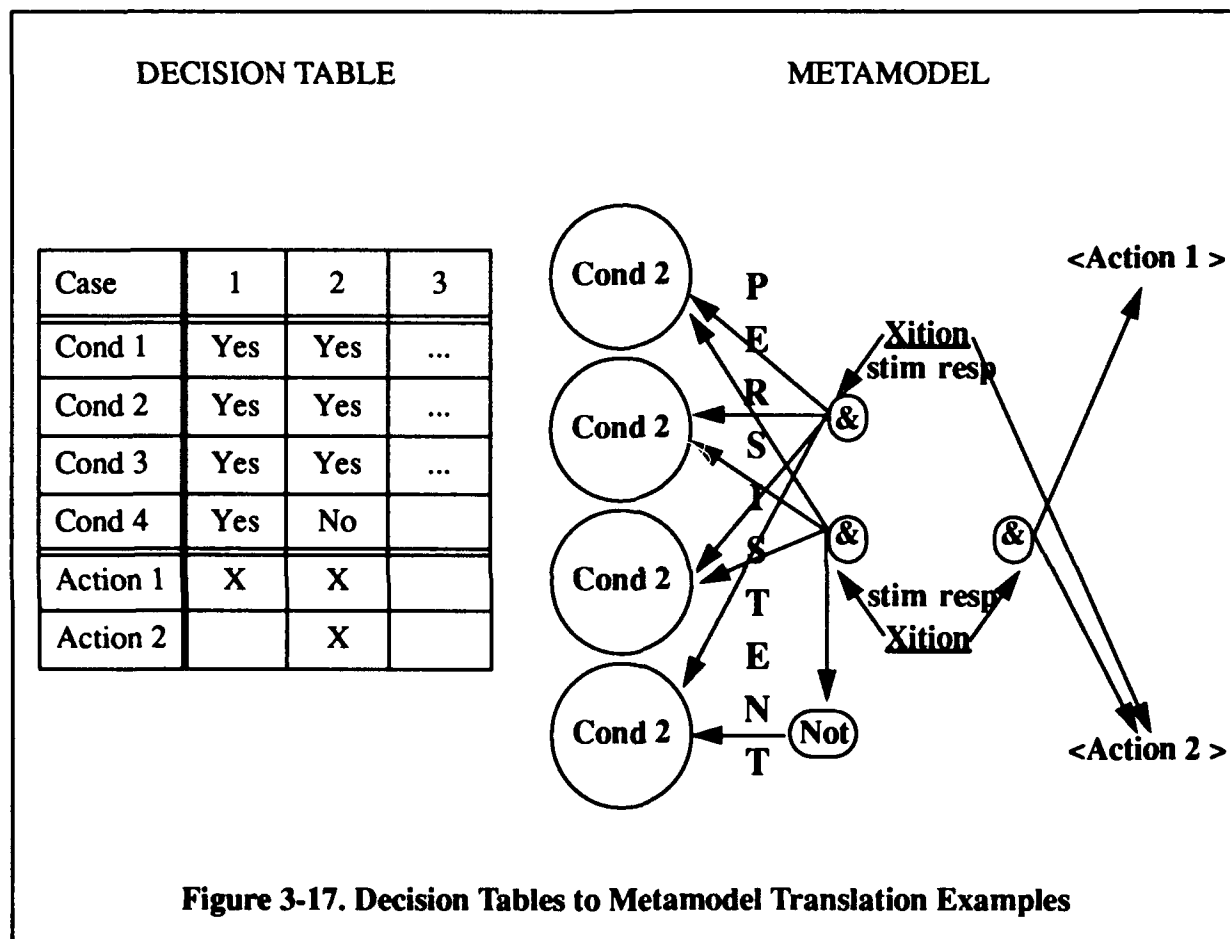 DECISION TABLE
METAMODEL
Case 1 2 3
Cond 1 Yes Yes ...
Cond 2 Yes Yes ...
Cond 3 Yes Yes ...
Cond 4 Yes No
Action 1 X X
Action 2 X
Cond 2
Cond 2
Cond 2
Cond 2
PERSISTENT
Xition
stim resp
&
&
&
stim resp
Xition
Not
<Action 1 >
<Action 2 >
Figure 3-17. Decision Tables to Metamodel Translation Examples